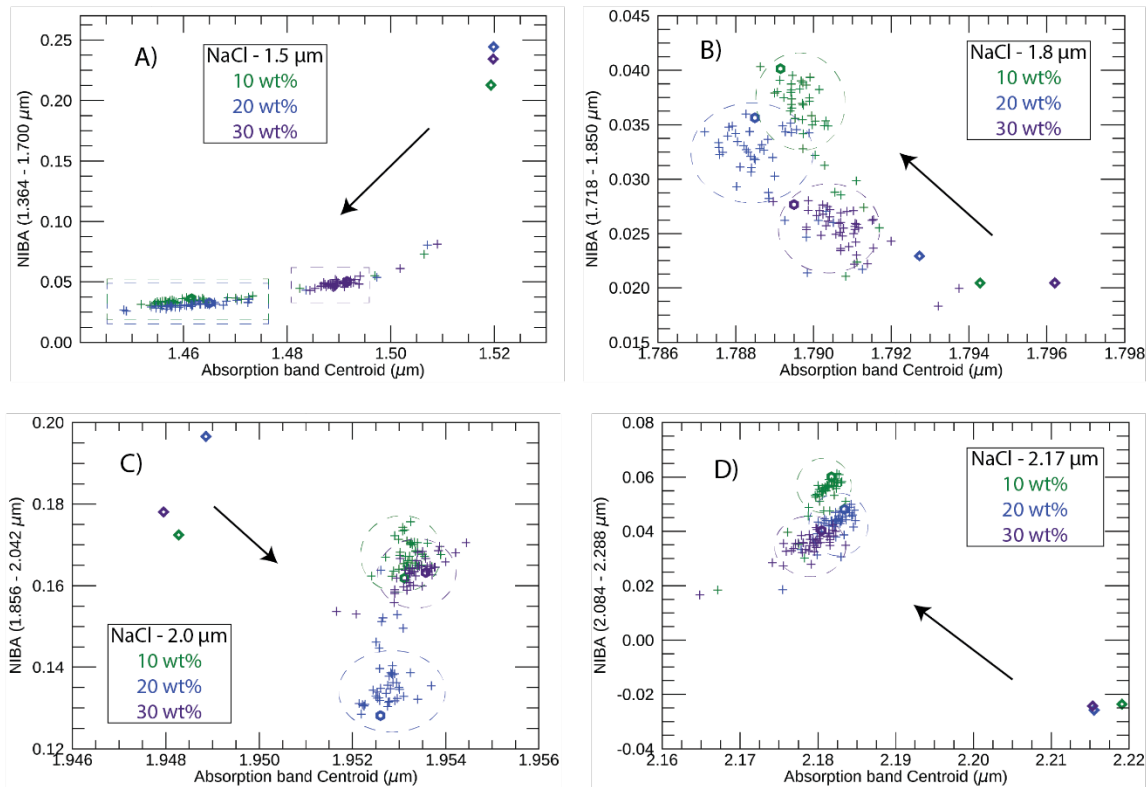 A)
NaCl - 1.5 µm
10 wt%
20 wt%
30 wt%
NIBA (1.364 - 1.700 µm)
0.25
0.20
0.15
0.10
0.05
0.00
1.46
1.48
1.50
1.52
Absorption band Centroid (µm)
B)
NaCl - 1.8 µm
10 wt%
20 wt%
30 wt%
NIBA (1.718 - 1.850 µm)
0.045
0.040
0.035
0.030
0.025
0.020
0.015
1.786
1.788
1.790
1.792
1.794
1.796
1.798
Absorption band Centroid (µm)
C)
NaCl - 2.0 µm
10 wt%
20 wt%
30 wt%
NIBA (1.856 - 2.042 µm)
0.20
0.18
0.16
0.14
0.12
1.946
1.948
1.950
1.952
1.954
1.956
Absorption band Centroid (µm)
D)
NaCl - 2.17 µm
10 wt%
20 wt%
30 wt%
NIBA (2.084 - 2.288 µm)
0.08
0.06
0.04
0.02
0.00
-0.02
-0.04
2.16
2.17
2.18
2.19
2.20
2.21
2.22
Absorption band Centroid (µm)